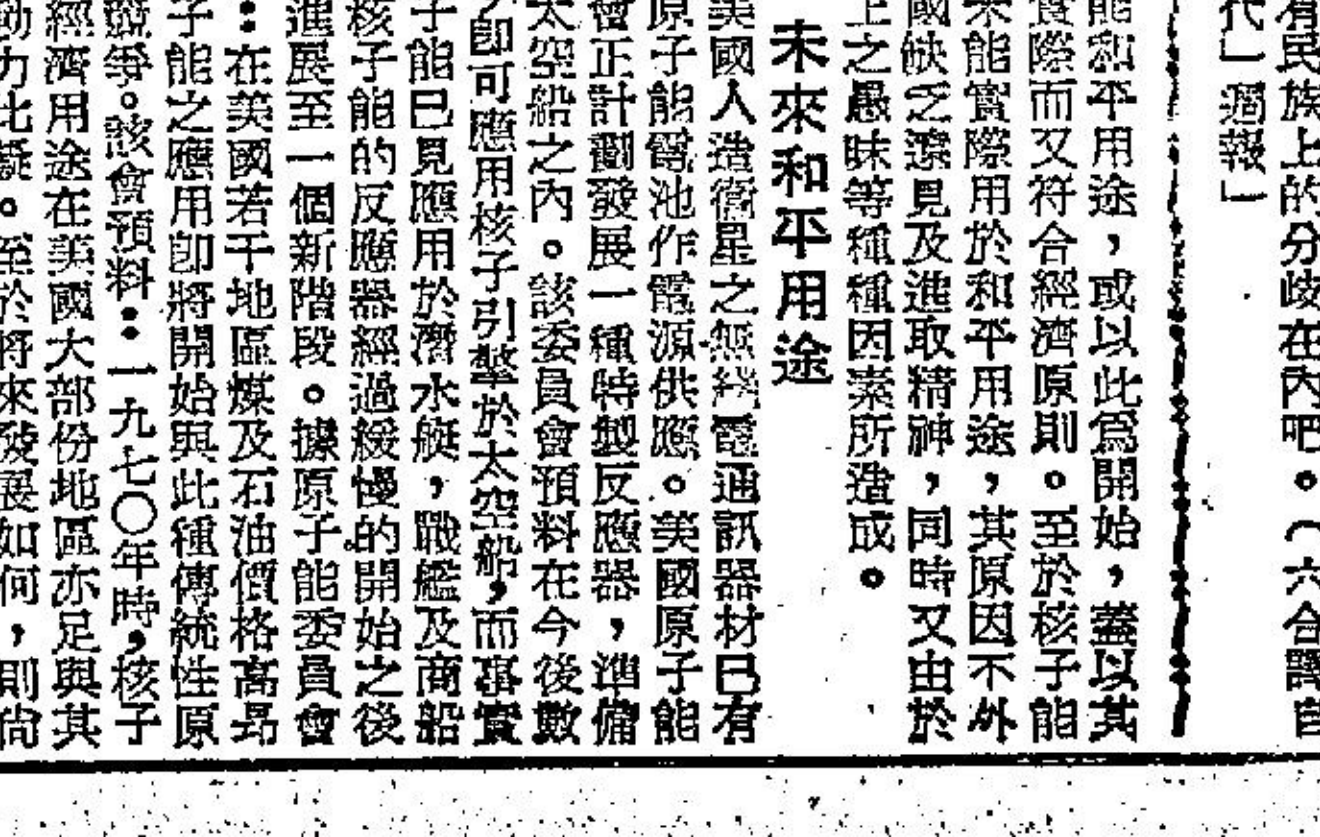 有民族上的分歧在內吧。（六合譯自
代」週報」
能和平用途，或以此爲開始，蓋以其
實際而又符合經濟原則。至於核子能
未能實際用於和平用途，其原因不外
國缺乏遠見及進取精神，同時又由於
上之愚昧等種種因素所造成。
未來和平用途
美國人造衞星之無綫電通訊器材已有
原子能電池作電源供應。美國原子能
會正計劃發展一種特製反應器，準備
太空船之內。該委員會預料在今後數
卽可應用核子引擎於太空船，而事實
子能已見應用於潛水艇，戰艦及商船
核子能的反應器經過緩慢的開始之後
進展至一個新階段。據原子能委員會
：在美國若干地區煤及石油價格高昂
子能之應用卽將開始與此種傳統性原
競爭。該會預料：一九七〇年時，核子
經濟用途在美國大部份地區亦足與其
動力比擬。至於將來發展如何，則尙